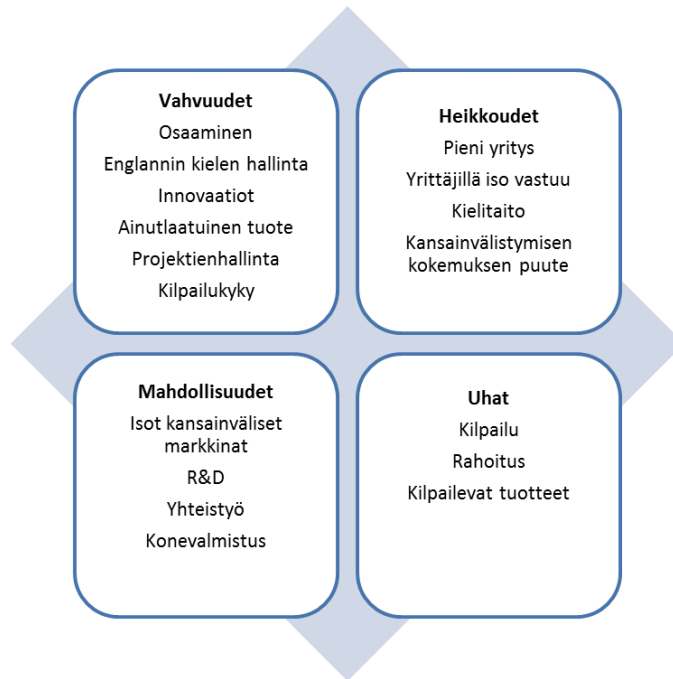 Vahvuudet
Osaaminen
Englannin kielen hallinta
Innovaatiot
Ainutlaatuinen tuote
Projektienhallinta
Kilpailukyky
Heikkoudet
Pieni yritys
Yrittäjillä iso vastuu
Kielitaito
Kansainvälistymisen
kokemuksen puute
Mahdollisuudet
Isot kansainväliset
markkinat
R&D
Yhteistyö
Konevalmistus
Uhat
Kilpailu
Rahoitus
Kilpailevat tuotteet